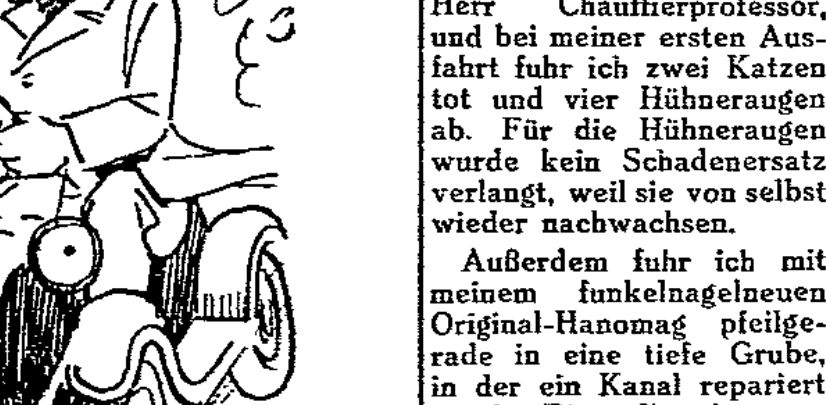 Herr Chauffierprofessor,
und bei meiner ersten Aus-
fahrt fuhr ich zwei Katzen
tot und vier Hühneraugen
ab. Für die Hühneraugen
wurde kein Schadenersatz
verlangt, weil sie von selbst
wieder nachwachsen.
Außerdem fuhr ich mit
meinem funkelnagelneuen
Original-Hanomag pfeilge-
rade in eine tiefe Grube,
in der ein Kanal repariert